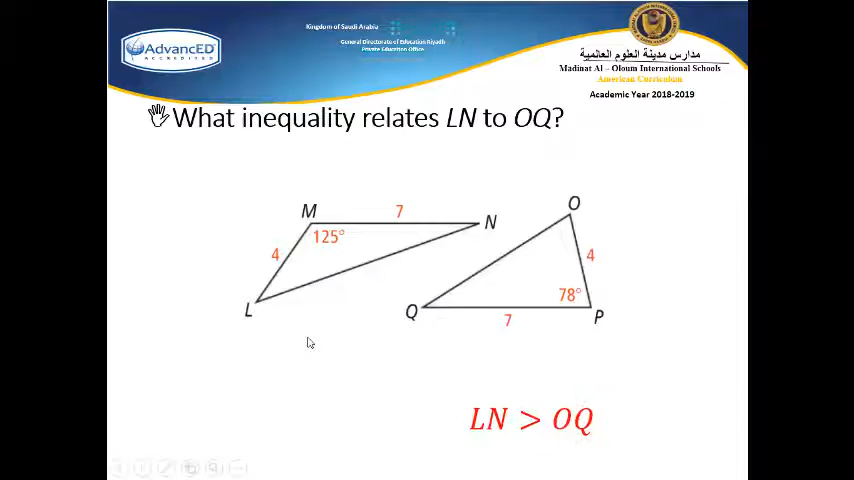 AdvancED
ACCREDITED
Kingdom of Saudi Arabia
General Directorate of Education Riyadh
Private Education Office
مدارس مدينة العلوم العالمية
Madinat Al – Oloum International Schools
American Curriculum
Academic Year 2018-2019
What inequality relates LN to OQ?
M
7
N
125°
4
L
O
4
78°
Q
7
P
LN > OQ